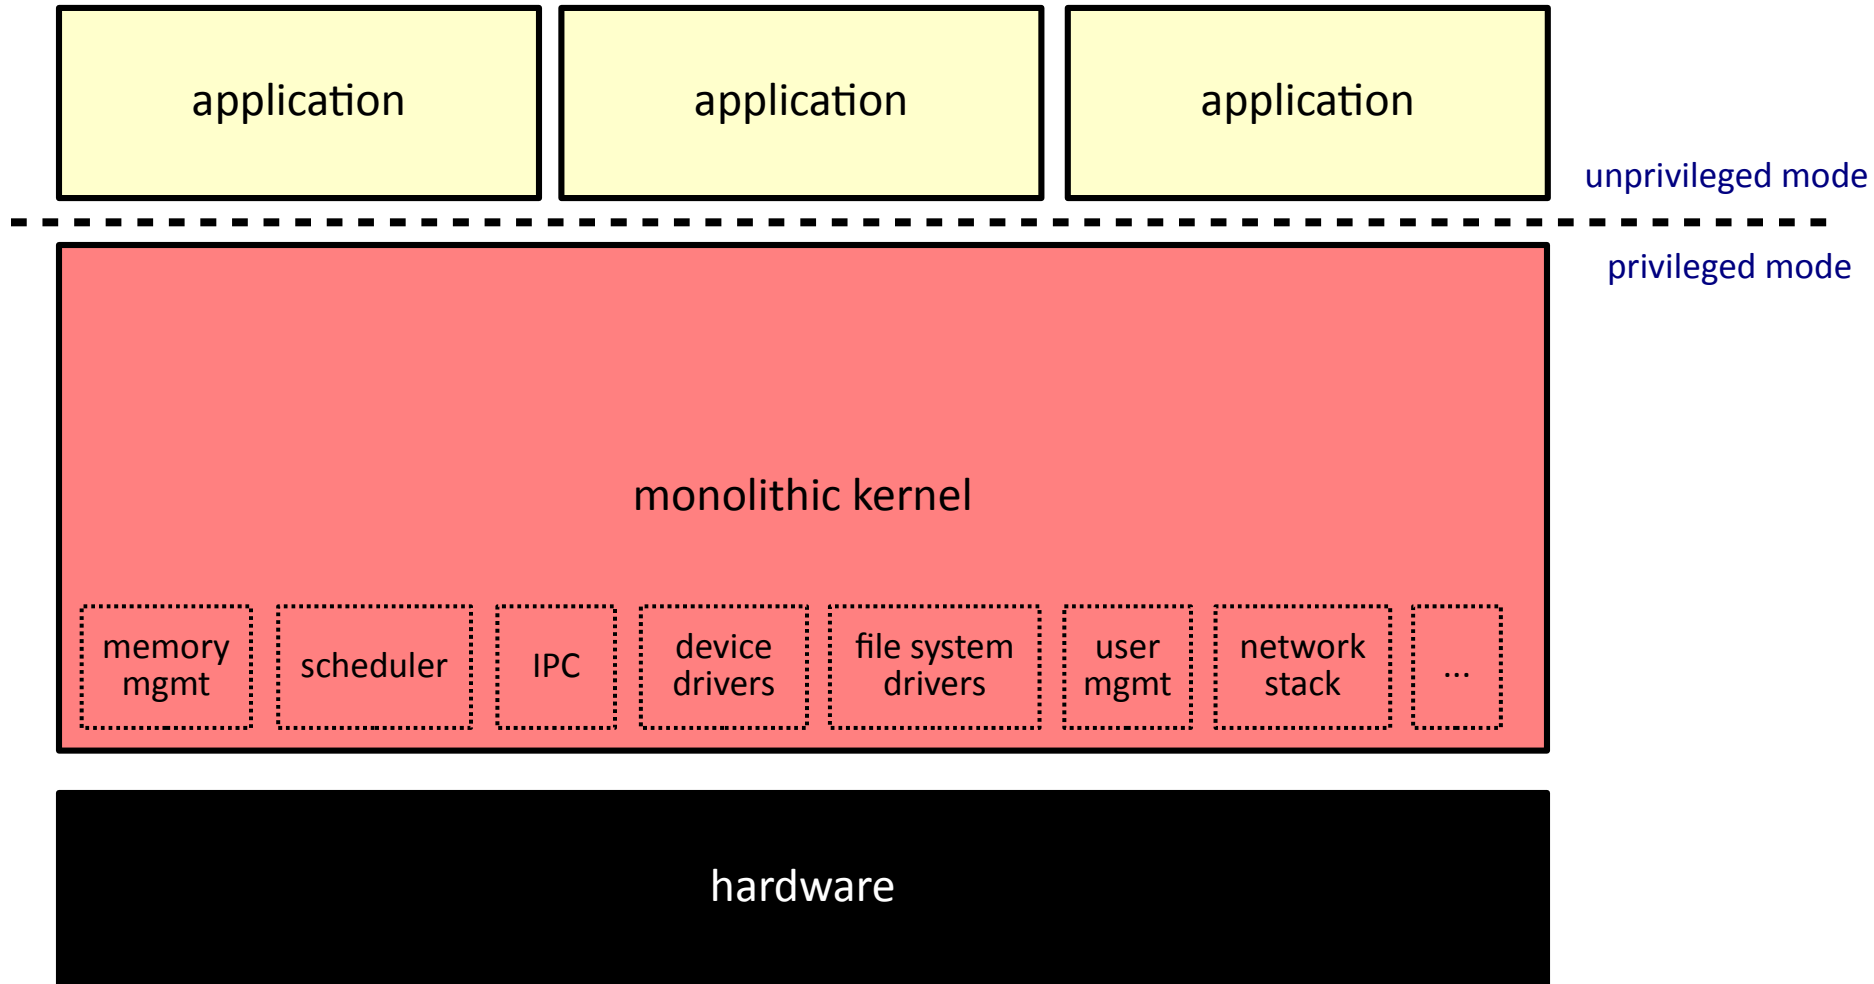 application
application
application
unprivileged mode
privileged mode
monolithic kernel
memory
mgmt
scheduler
IPC
device
drivers
file system
drivers
user
mgmt
network
stack
...
hardware